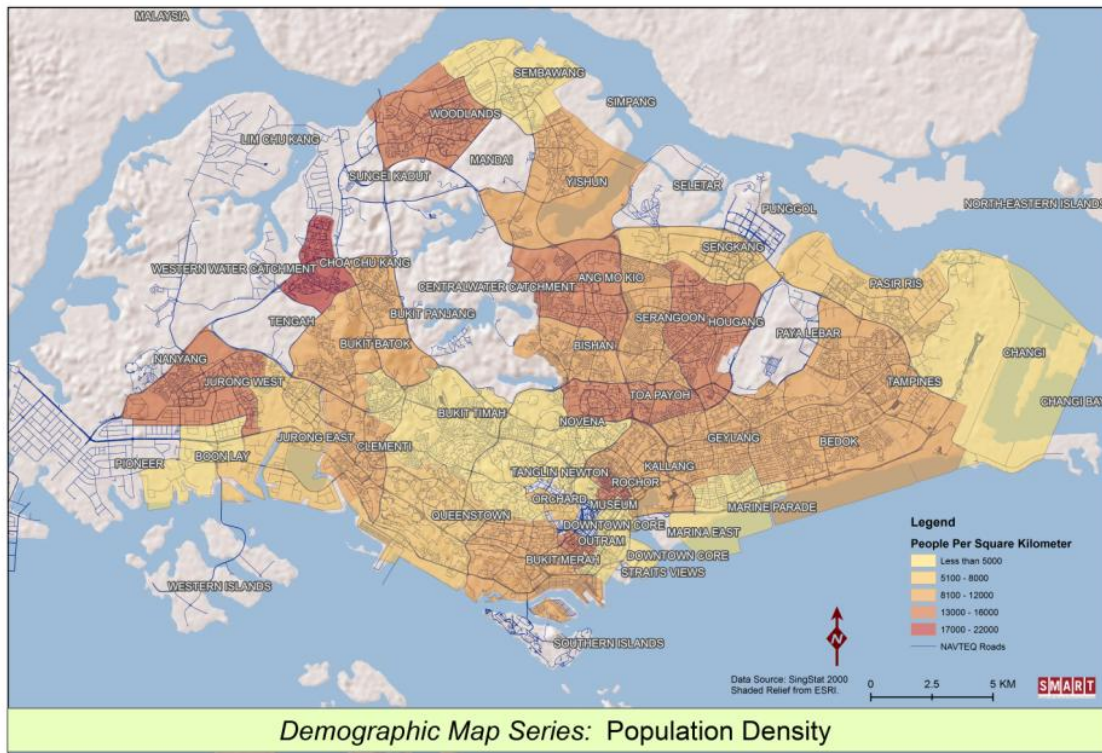 MALAYSIA
SEMBAWANG
SIMPANG
WOODLANDS
LIM CHU KANG
MANDAI
SUNGEI KADUT
YISHUN
SELETAR
PUNGGOL
NORTH-EASTERN ISLANDS
SENGKANG
WESTERN WATER CATCHMENT
CHOA CHU KANG
ANG MO KIO
CENTRALWATER CATCHMENT
PASIR RIS
BUKIT PANJANG
TENGAH
SERANGOON
HOUGANG
PAYA LEBAR
BUKIT BATOK
BISHAN
NANYANG
CHANGI
JURONG WEST
TAMPINES
TOA PAYOH
CHANGI BAY
BUKIT TIMAH
NOVENA
JURONG EAST
GEYLANG
BEDOK
CLEMENTI
BOON LAY
PIONEER
KALLANG
TANGLIN
NEWTON
ROCHOR
ORCHARD
MUSEUM
MARINE PARADE
QUEENSTOWN
DOWNTOWN CORE
MARINA EAST
OUTRAM
BUKIT MERAH
DOWNTOWN CORE
STRAITS VIEWS
WESTERN ISLANDS
SOUTHERN ISLANDS
Legend
People Per Square Kilometer
Less than 5000
5100 - 8000
8100 - 12000
13000 - 16000
17000 - 22000
NAVTEQ Roads
N
Data Source: SingStat 2000
Shaded Relief from ESRI.
0 2.5 5 KM
SMART
Demographic Map Series: Population Density